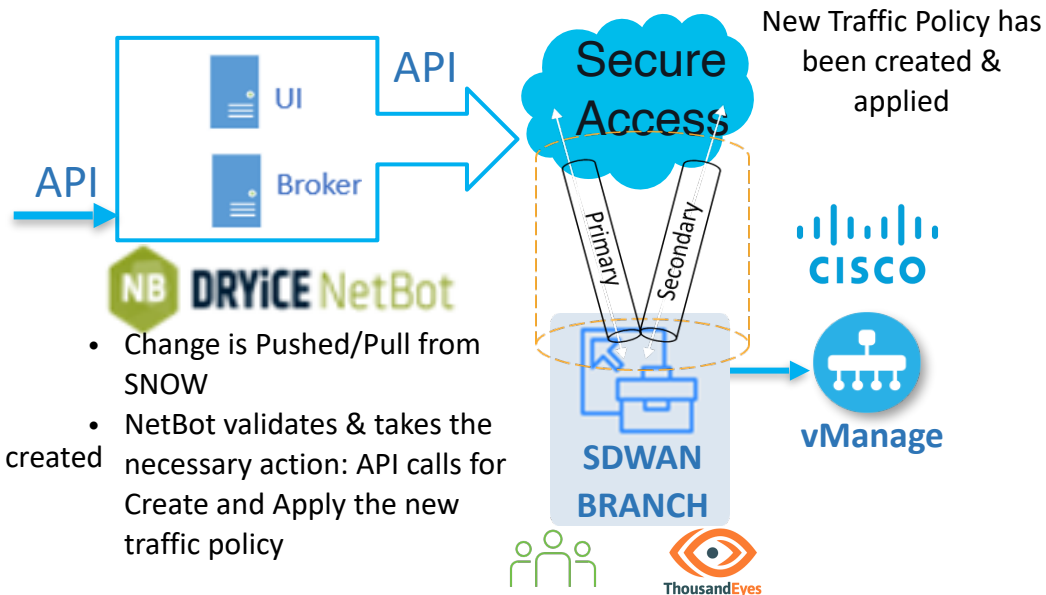 API
UI
Broker
API
NB DRYiCE NetBot
• Change is Pushed/Pull from
SNOW
• NetBot validates & takes the
necessary action: API calls for
Create and Apply the new
traffic policy
created
Secure
Access
Primary
Secondary
SDWAN
BRANCH
ThousandEyes
New Traffic Policy has
been created &
applied
CISCO
vManage